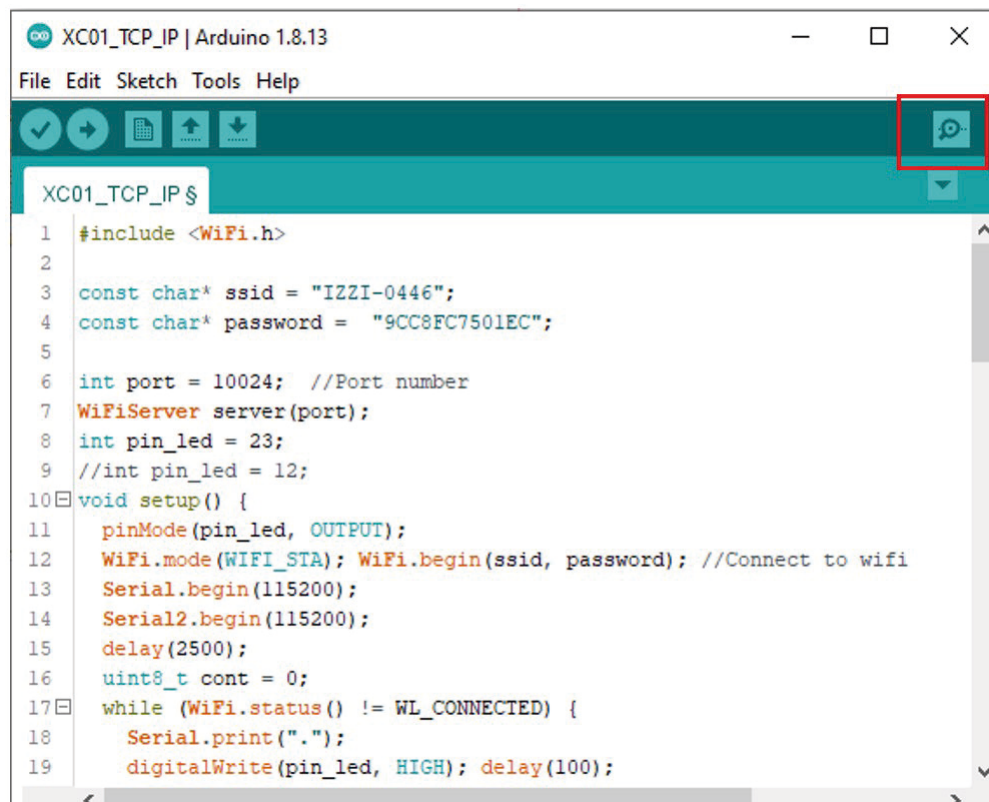 XC01_TCP_IP | Arduino 1.8.13
File Edit Sketch Tools Help
XC01_TCP_IP §
1 #include <WiFi.h>
2
3 const char* ssid = "IZZI-0446";
4 const char* password =  "9CC8FC7501EC";
5
6 int port = 10024;  //Port number
7 WiFiServer server(port);
8 int pin_led = 23;
9 //int pin_led = 12;
10 void setup() {
11   pinMode(pin_led, OUTPUT);
12   WiFi.mode(WIFI_STA); WiFi.begin(ssid, password); //Connect to wifi
13   Serial.begin(115200);
14   Serial2.begin(115200);
15   delay(2500);
16   uint8_t cont = 0;
17   while (WiFi.status() != WL_CONNECTED) {
18     Serial.print(".");
19     digitalWrite(pin_led, HIGH); delay(100);